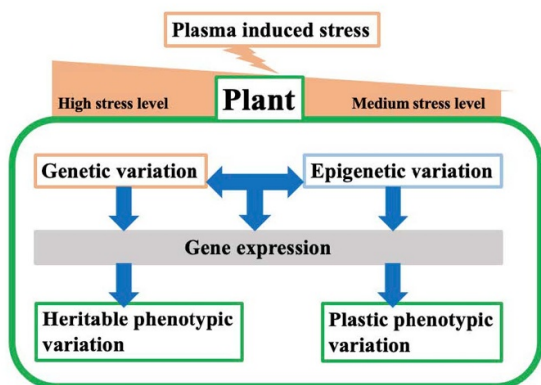 Plasma induced stress
High stress level
Plant
Medium stress level
Genetic variation
Epigenetic variation
Gene expression
Heritable phenotypic
variation
Plastic phenotypic
variation